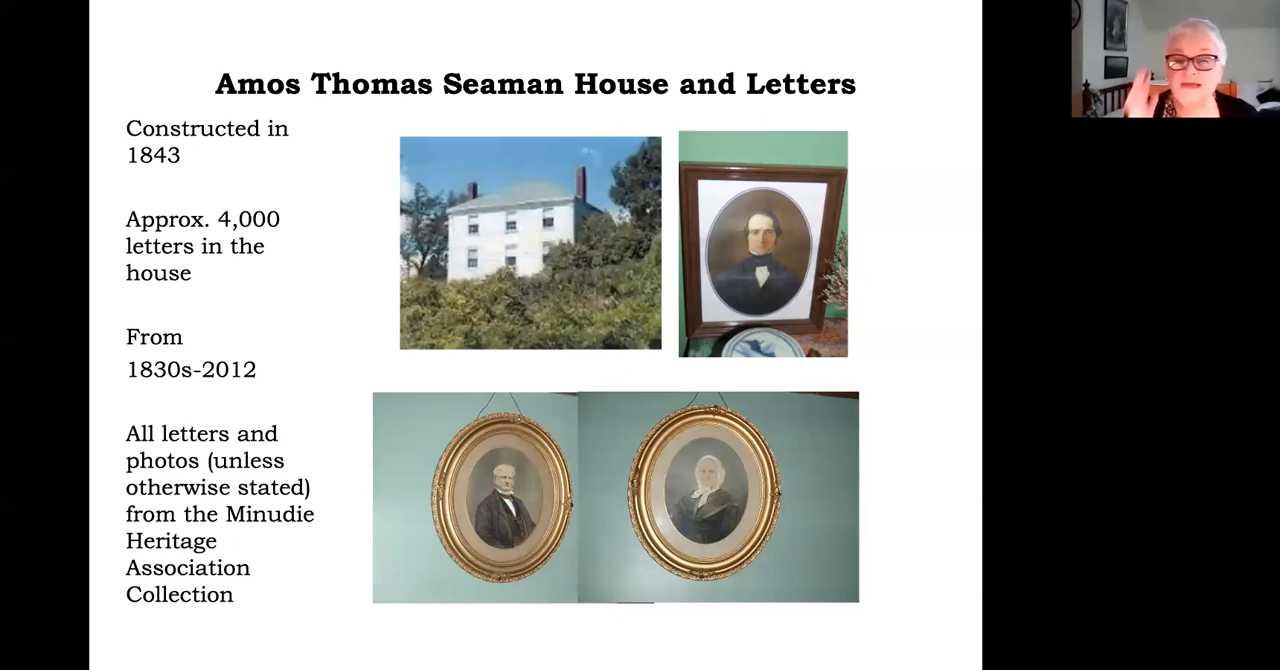 Amos Thomas Seaman House and Letters
Constructed in
1843
Approx. 4,000
letters in the
house
From
1830s-2012
All letters and
photos (unless
otherwise stated)
from the Minudie
Heritage
Association
Collection